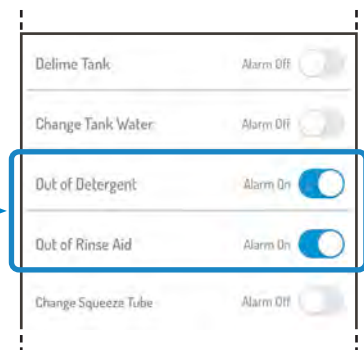 Delime Tank Alarm Off
Change Tank Water Alarm Off
Out of Detergent Alarm On
Out of Rinse Aid Alarm On
Change Squeeze Tube Alarm Off